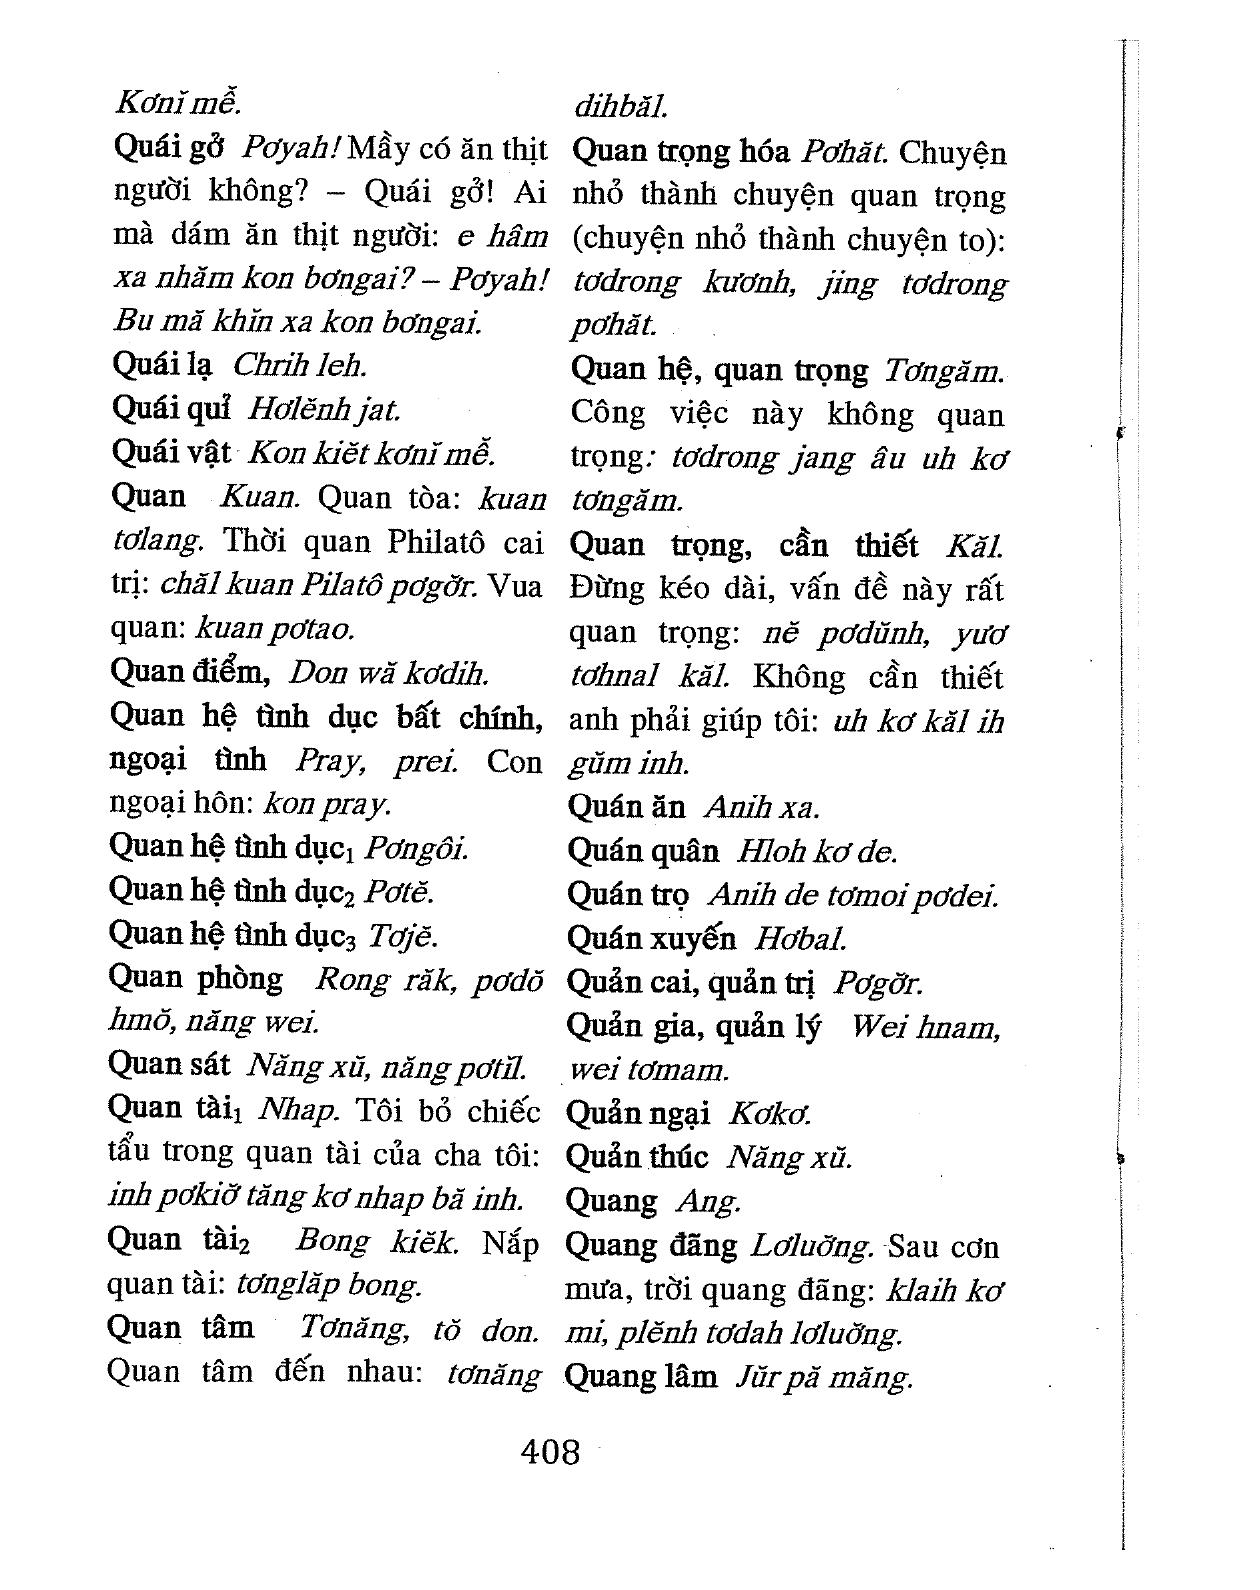 Kơnĭ mê̆.
Quái gở Pơyah! Mầy có ăn thịt
người không? – Quái gở! Ai
mà dám ăn thịt người: e hâm
xa nhăm kon bơngai? – Pơyah!
Bu mă khĭn xa kon bơngai.
Quái lạ Chrih leh.
Quái quỉ Hơlĕnh jat.
Quái vật Kon kiĕt kơnĭ mê̆.
Quan Kuan. Quan tòa: kuan
tơlang. Thời quan Philatô cai
trị: chăl kuan Pilatô pơgơ̆r. Vua
quan: kuan pơtao.
Quan điểm, Don wă kơdih.
Quan hệ tình dục bất chính,
ngoại tình Pray, prei. Con
ngoại hôn: kon pray.
Quan hệ tình dục1 Pơngôi.
Quan hệ tình dục2 Pơtĕ.
Quan hệ tình dục3 Tơjĕ.
Quan phòng Rong răk, pơdŏ
hmŏ, năng wei.
Quan sát Năng xŭ, năng pơtĭl.
Quan tài1 Nhap. Tôi bỏ chiếc
tẩu trong quan tài của cha tôi:
inh pơkiơ̆ tăng kơ nhap bă inh.
Quan tài2 Bong kiĕk. Nắp
quan tài: tơnglăp bong.
Quan tâm Tơnăng, tŏ don.
Quan tâm đến nhau: tơnăng
dihbăl.
Quan trọng hóa Pơhăt. Chuyện
nhỏ thành chuyện quan trọng
(chuyện nhỏ thành chuyện to):
tơdrong kươnh, jing tơdrong
pơhăt.
Quan hệ, quan trọng Tơngăm.
Công việc này không quan
trọng: tơdrong jang âu uh kơ
tơngăm.
Quan trọng, cần thiết Kăl.
Đừng kéo dài, vấn đề này rất
quan trọng: nĕ pơdŭnh, yươ
tơhnal kăl. Không cần thiết
anh phải giúp tôi: uh kơ kăl ih
gŭm inh.
Quán ăn Anih xa.
Quán quân Hloh kơ de.
Quán trọ Anih de tơmoi pơdei.
Quán xuyến Hơbal.
Quản cai, quản trị Pơgơ̆r.
Quản gia, quản lý Wei hnam,
wei tơmam.
Quản ngại Kơkơ.
Quản thúc Năng xŭ.
Quang Ang.
Quang đãng Lơluơ̆ng. Sau cơn
mưa, trời quang đãng: klaih kơ
mi, plĕnh tơdah lơluơ̆ng.
Quang lâm Jŭr pă măng.
408